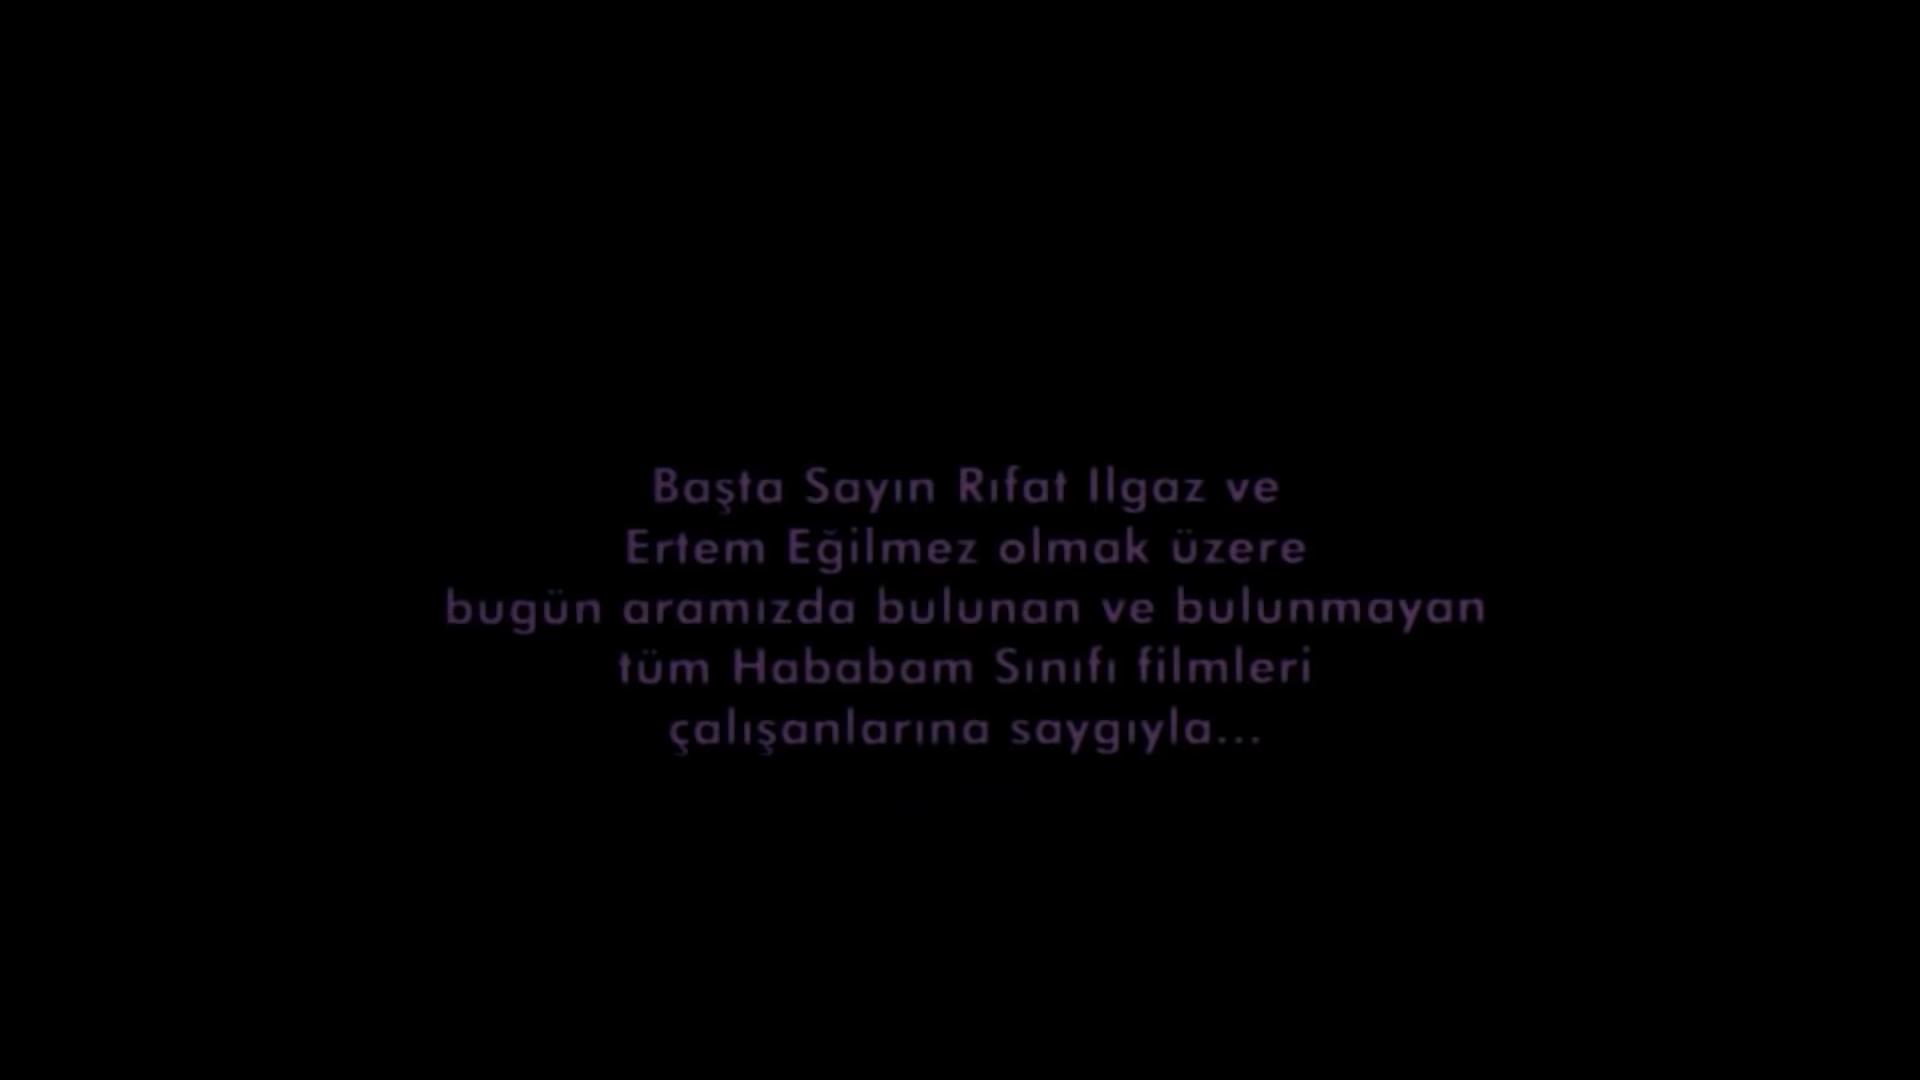 Başta Sayın Rıfat Ilgaz ve
Ertem Eğilmez olmak üzere
bugün aramızda bulunan ve bulunmayan
tüm Hababam Sınıfı filmleri
çalışanlarına saygıyla...